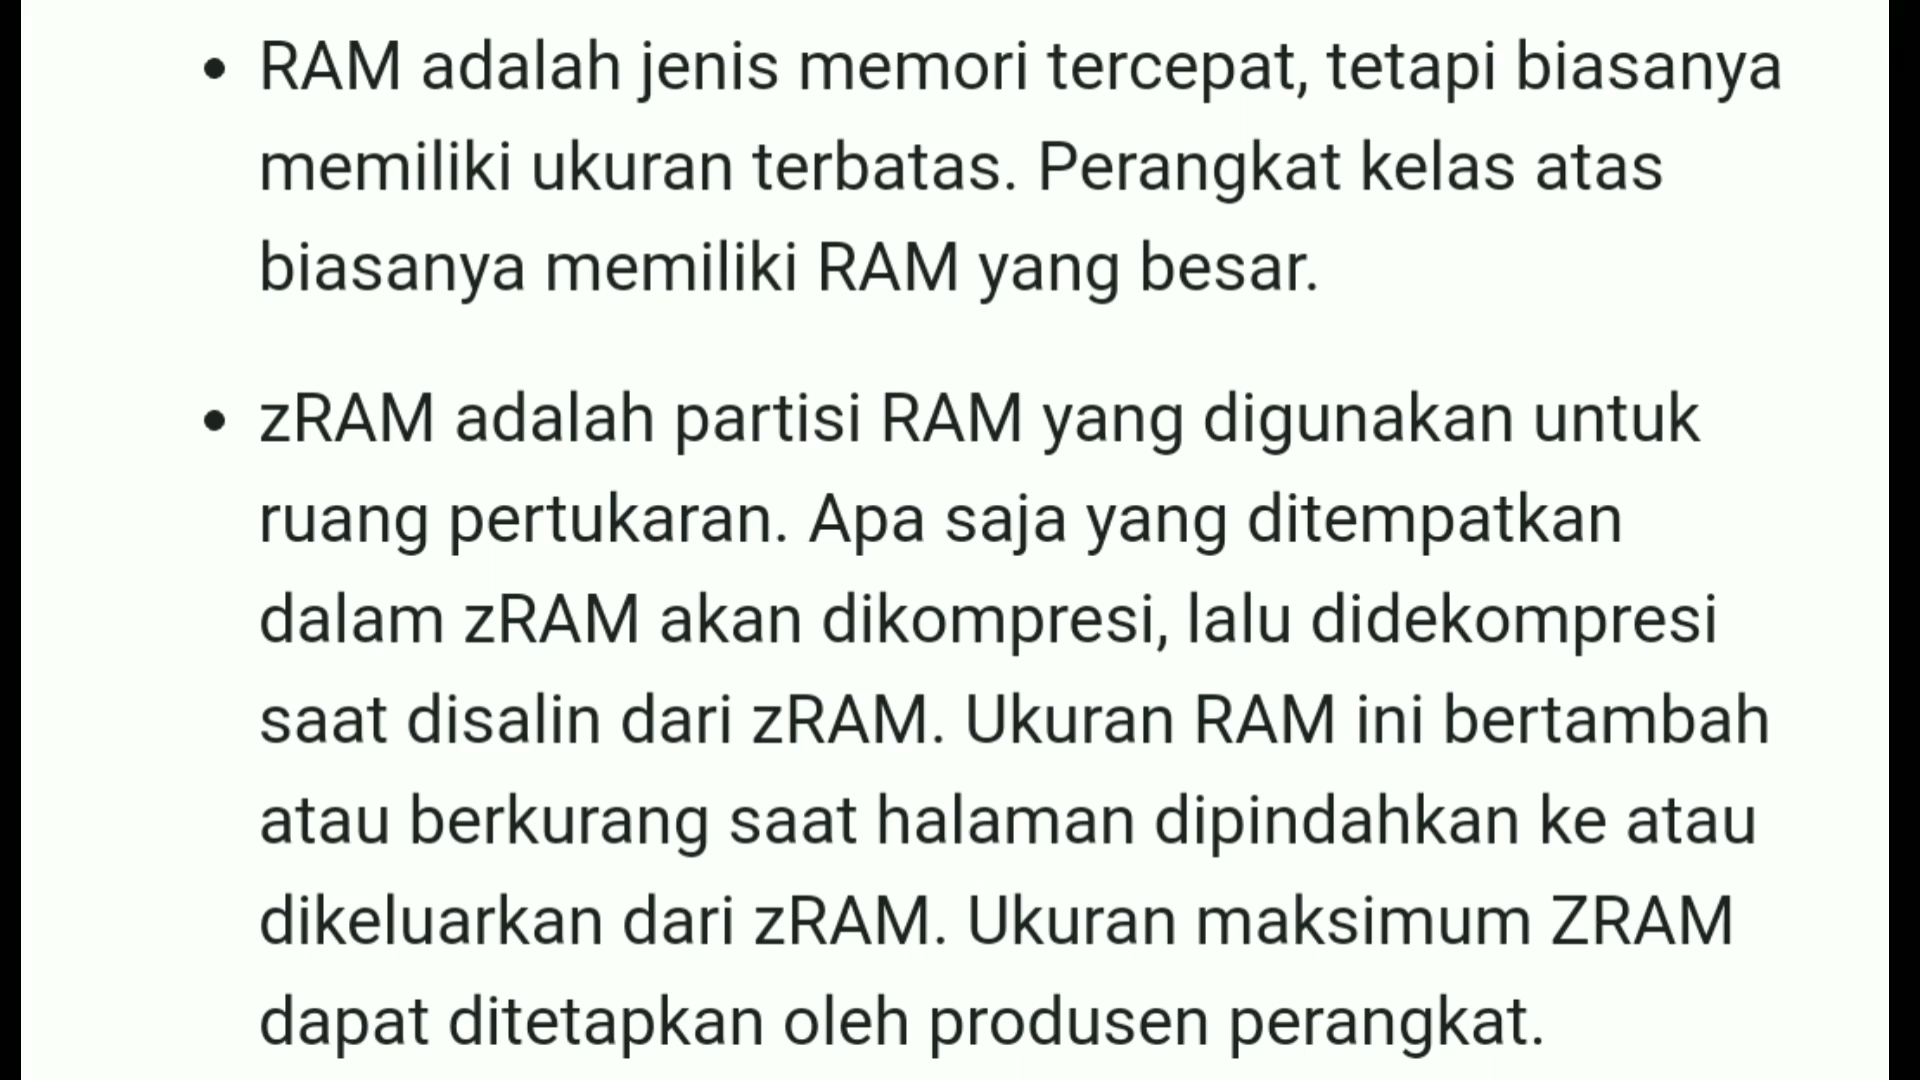 • RAM adalah jenis memori tercepat, tetapi biasanya
memiliki ukuran terbatas. Perangkat kelas atas
biasanya memiliki RAM yang besar.
• zRAM adalah partisi RAM yang digunakan untuk
ruang pertukaran. Apa saja yang ditempatkan
dalam zRAM akan dikompresi, lalu didekompresi
saat disalin dari zRAM. Ukuran RAM ini bertambah
atau berkurang saat halaman dipindahkan ke atau
dikeluarkan dari zRAM. Ukuran maksimum ZRAM
dapat ditetapkan oleh produsen perangkat.